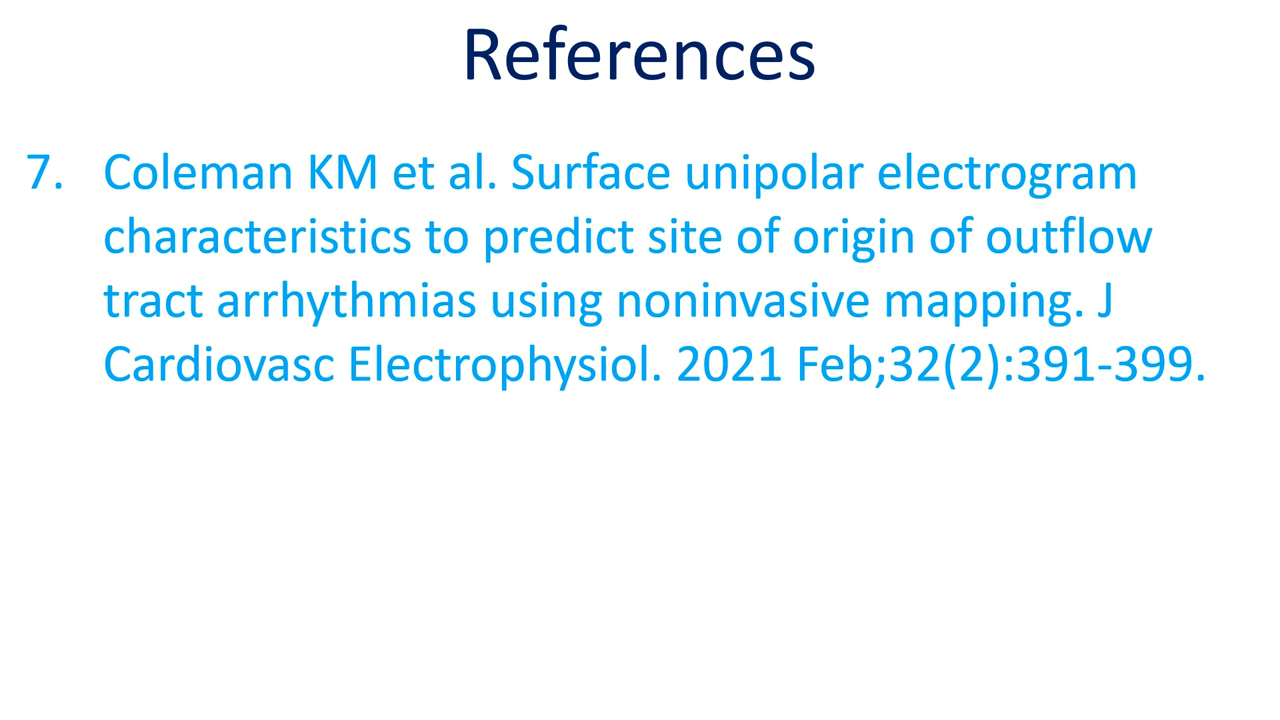 References
7. Coleman KM et al. Surface unipolar electrogram
characteristics to predict site of origin of outflow
tract arrhythmias using noninvasive mapping. J
Cardiovasc Electrophysiol. 2021 Feb;32(2):391-399.